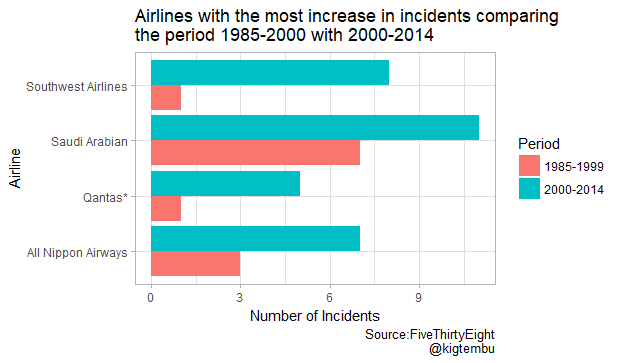 Airlines with the most increase in incidents comparing
the period 1985-2000 with 2000-2014
Airline
Southwest Airlines
Saudi Arabian
Qantas*
All Nippon Airways
0
3
6
9
Number of Incidents
Period
1985-1999
2000-2014
Source:FiveThirtyEight
@kigtembu